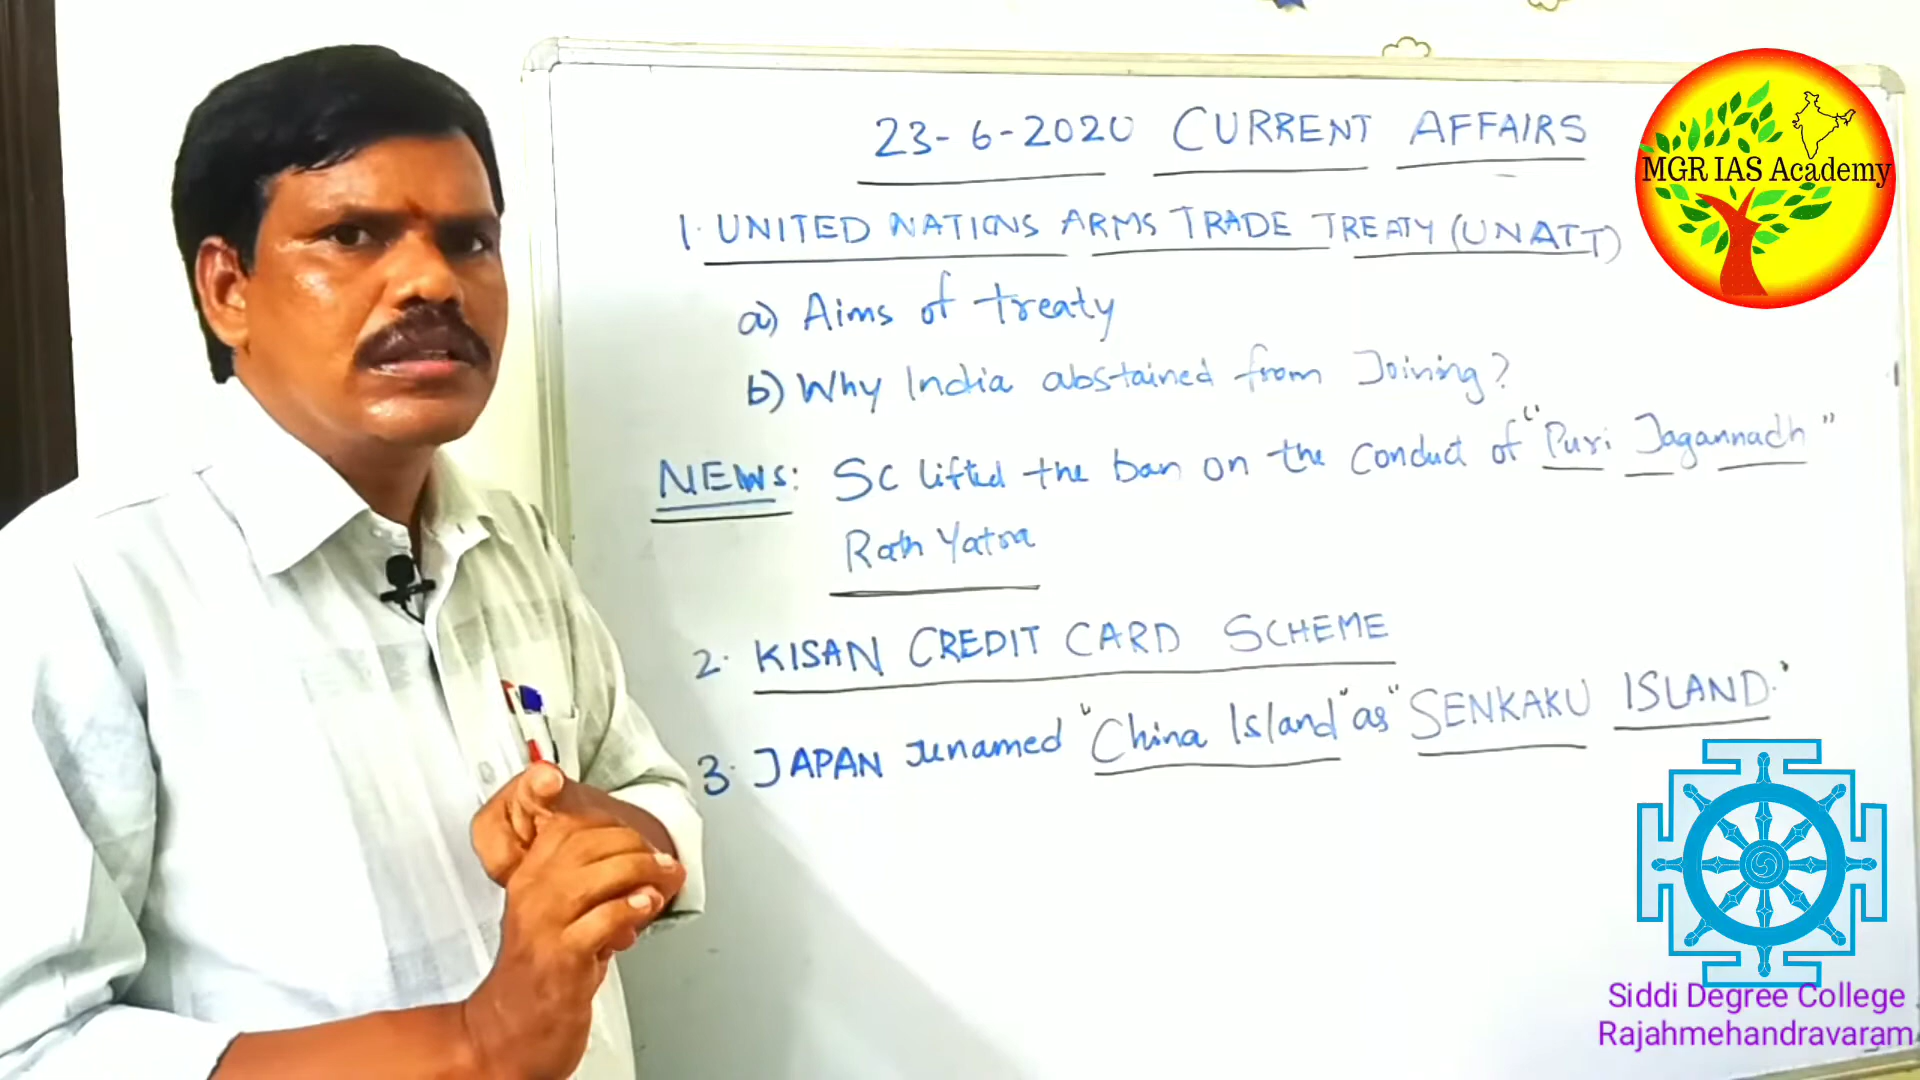 23-6-2020 CURRENT AFFAIRS
1. UNITED NATIONS ARMS TRADE TREATY (UNATT)
a) Aims of treaty
b) Why India abstained from Joining?
NEWS: SC lifted the ban on the conduct of "Puri Jagannadh"
Rath Yatra
2. KISAN CREDIT CARD SCHEME
3. JAPAN renamed "China Island" as "SENKAKU ISLAND."
MGR IAS Academy
Siddi Degree College
Rajahmehandravaram